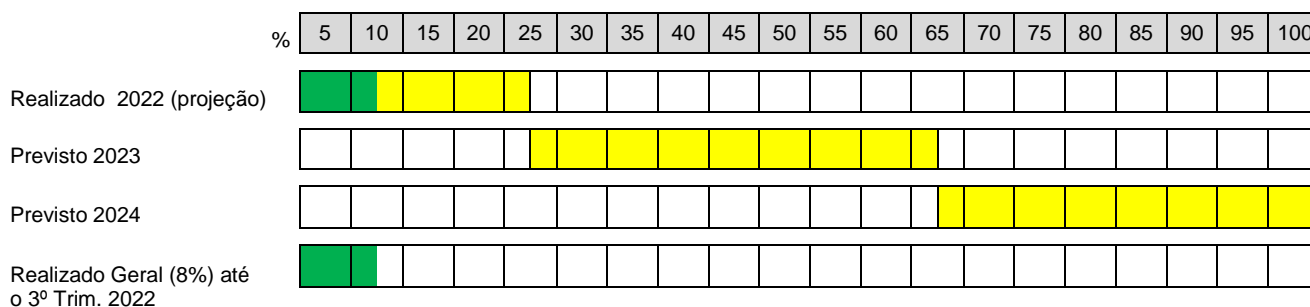 % 5 10 15 20 25 30 35 40 45 50 55 60 65 70 75 80 85 90 95 100
Realizado 2022 (projeção)
Previsto 2023
Previsto 2024
Realizado Geral (8%) até
o 3º Trim. 2022